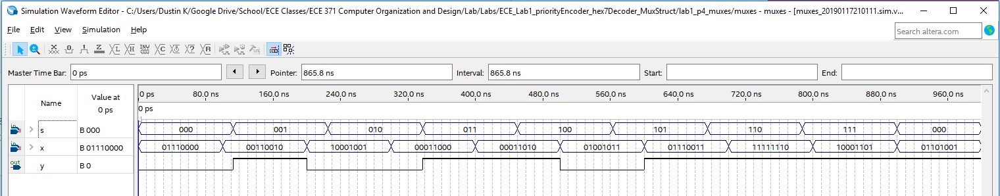 Simulation Waveform Editor - C:/Users/Dustin K/Google Drive/School/ECE Classes/ECE 371 Computer Organization and Design/Lab/Labs/ECE_Lab1_priorityEncoder_hex7Decoder_MuxStruct/lab1_p4_muxes/muxes - muxes - [muxes_20190117210111.sim.v...
File Edit View Simulation Help
Search altera.com
Master Time Bar: 0 ps Pointer: 865.8 ns Interval: 865.8 ns Start: End:
Name Value at 0 ps
0 ps 80.0 ns 160.0 ns 240.0 ns 320.0 ns 400.0 ns 480.0 ns 560.0 ns 640.0 ns 720.0 ns 800.0 ns 880.0 ns 960.0 ns
0 ps
in s B 000 000 001 010 011 100 101 110 111 000
in x B 01110000 01110000 00110010 10001001 00011000 00011010 01001011 01110011 11111110 10001101 01101001
out y B 0